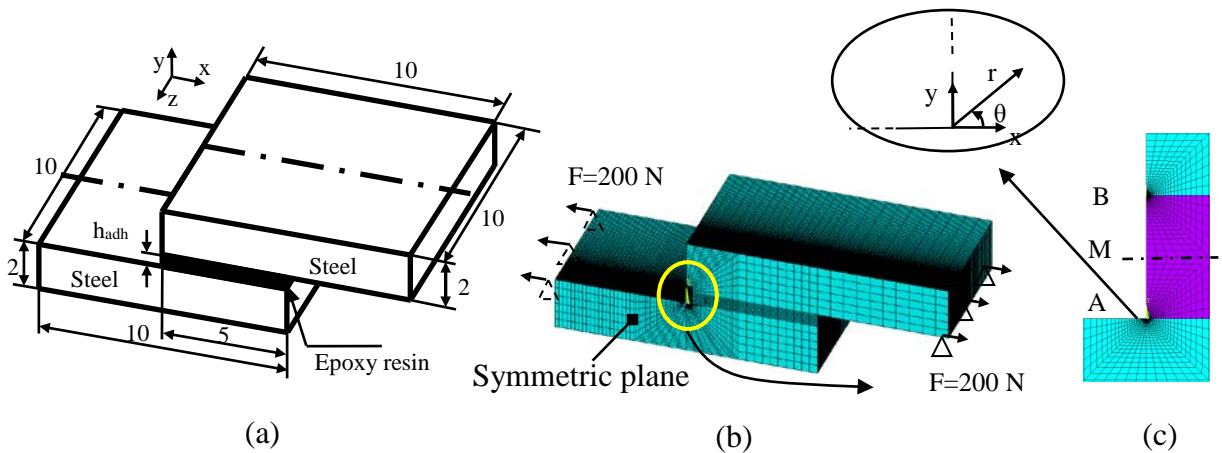 y
x
z
10
10
10
h_adh
Steel
Steel
2
2
10
5
Epoxy resin
(a)
y
r
θ
x
F=200 N
Symmetric plane
F=200 N
(b)
B
M
A
(c)